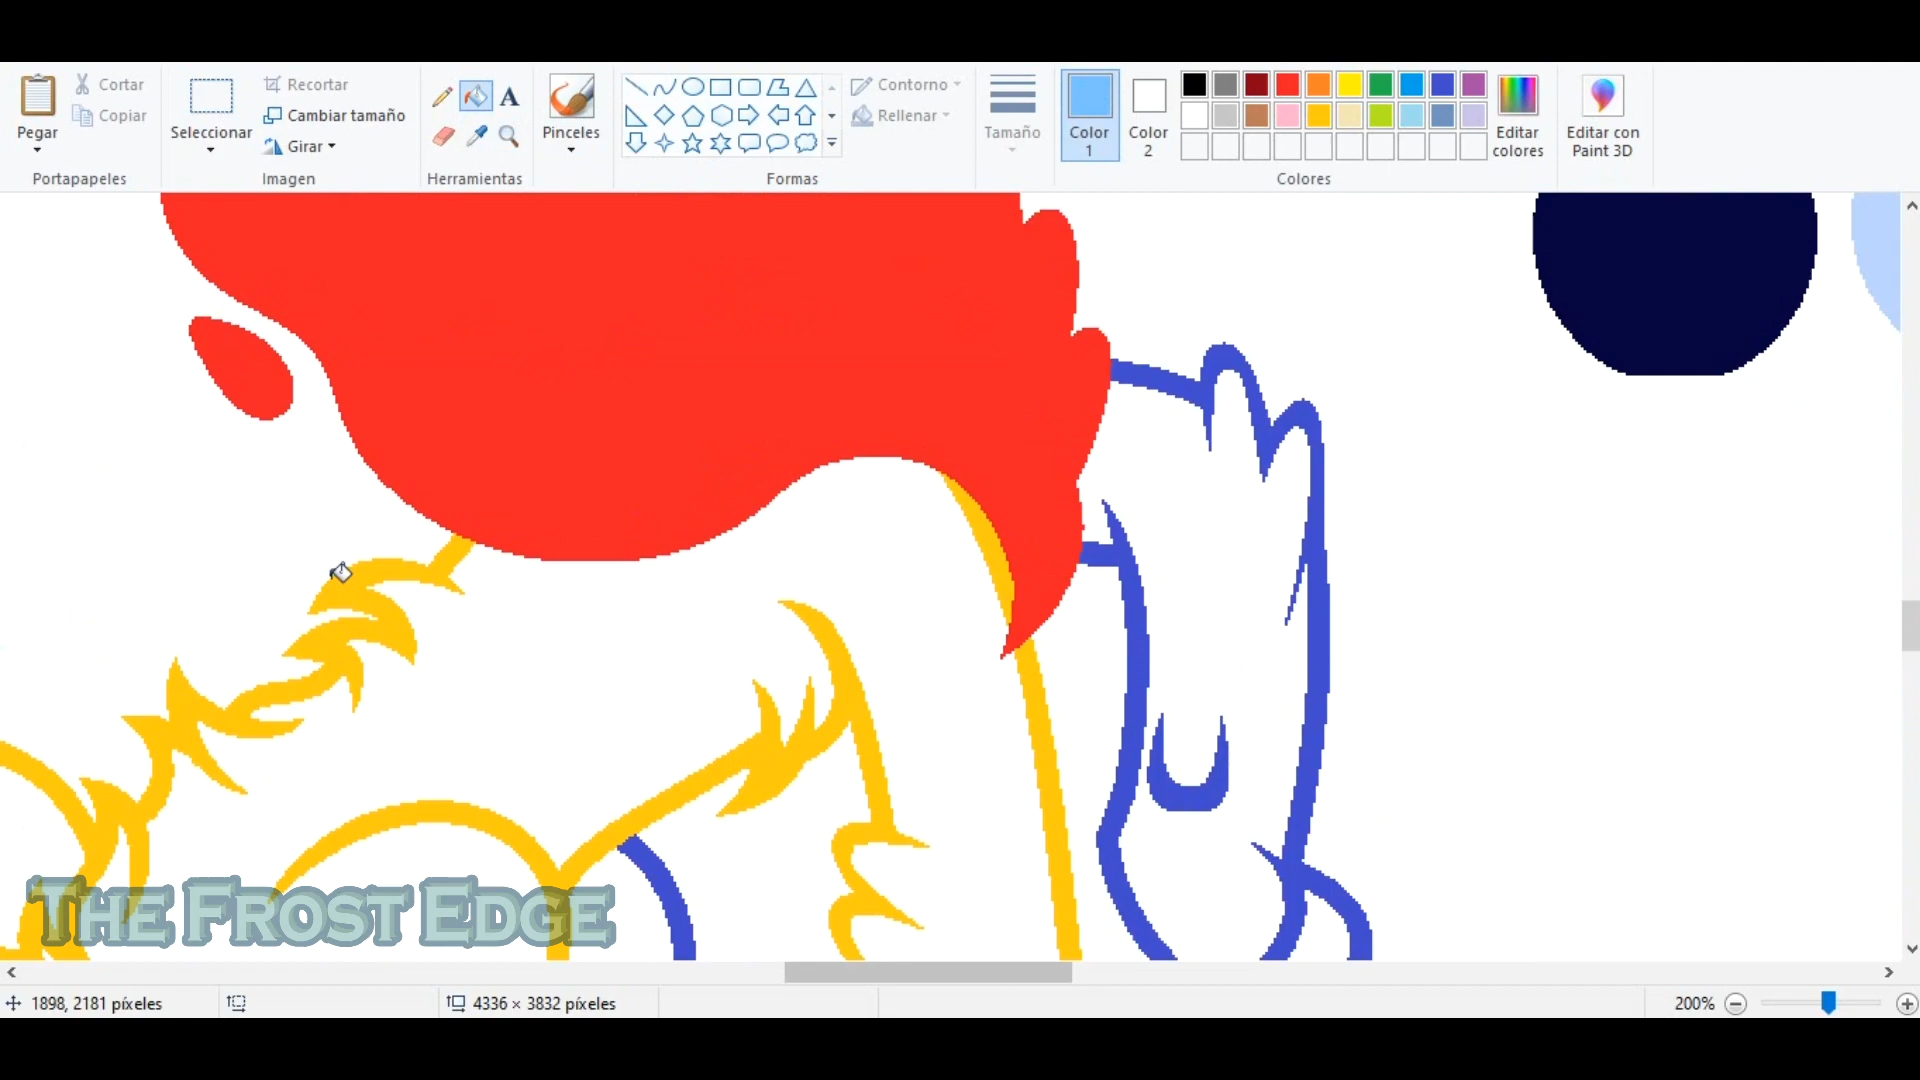 Pegar
Cortar
Copiar
Portapapeles
Seleccionar
Recortar
Cambiar tamaño
Girar
Imagen
A
Herramientas
Pinceles
Formas
Contorno
Rellenar
Tamaño
Color
1
Color
2
Colores
Editar
colores
Editar con
Paint 3D
The Frost Edge
1898, 2181 píxeles
4336 × 3832 píxeles
200%